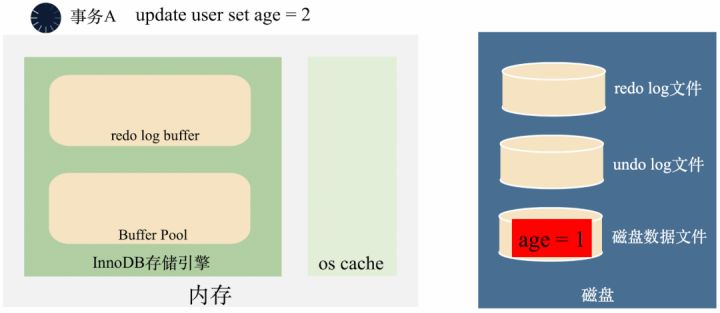 事务A update user set age = 2
redo log buffer
Buffer Pool
InnoDB存储引擎
os cache
内存
redo log文件
undo log文件
age = 1
磁盘数据文件
磁盘